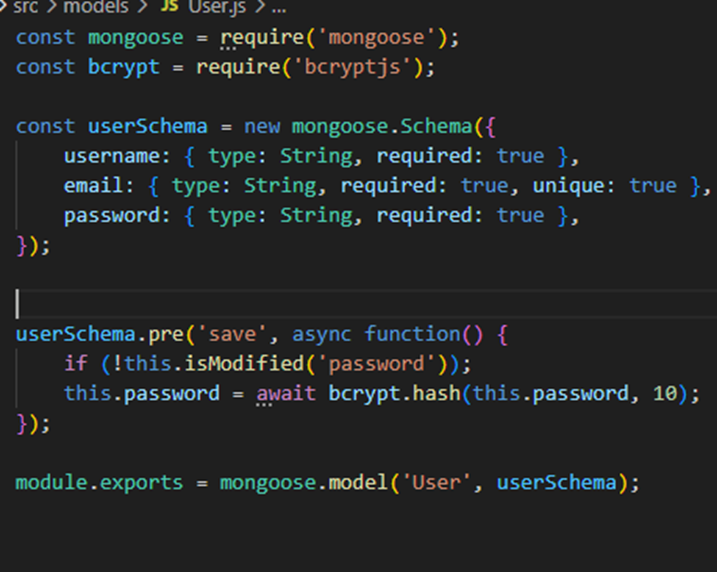 src > models > JS User.js > ...
const mongoose = require('mongoose');
const bcrypt = require('bcryptjs');
const userSchema = new mongoose.Schema({
    username: { type: String, required: true },
    email: { type: String, required: true, unique: true },
    password: { type: String, required: true },
});
userSchema.pre('save', async function() {
    if (!this.isModified('password'));
    this.password = await bcrypt.hash(this.password, 10);
});
module.exports = mongoose.model('User', userSchema);